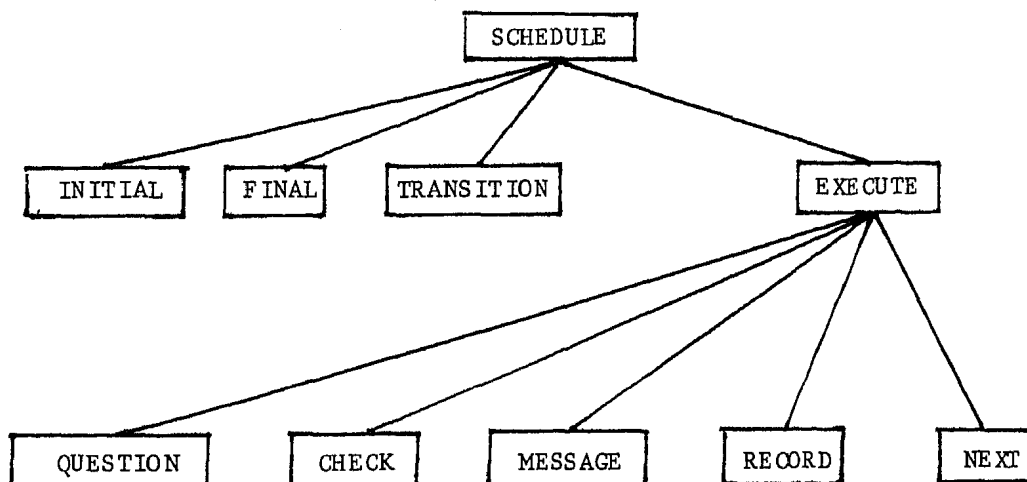 SCHEDULE
INITIAL
FINAL
TRANSITION
EXECUTE
QUESTION
CHECK
MESSAGE
RECORD
NEXT